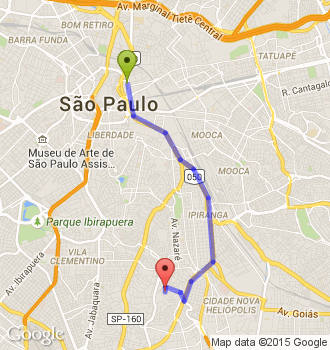 Av. Marginal Tietê Cent
BOM RETIRO
BARRA FUNDA
TATUAPÉ
R. Cantagalo
São Paulo
LIBERDADE
MOOCA
Museu de Arte de
São Paulo Assis...
050
MOOCA
Parque Ibirapuera
IPIRANGA
Av. Nazaré
VILA
CLEMENTINO
Av. Ibirapuera
Av. Jabaquara
CIDADE NOVA
HELIÓPOLIS
Av. Goiás
SP-160
Google
Map data ©2015 Google